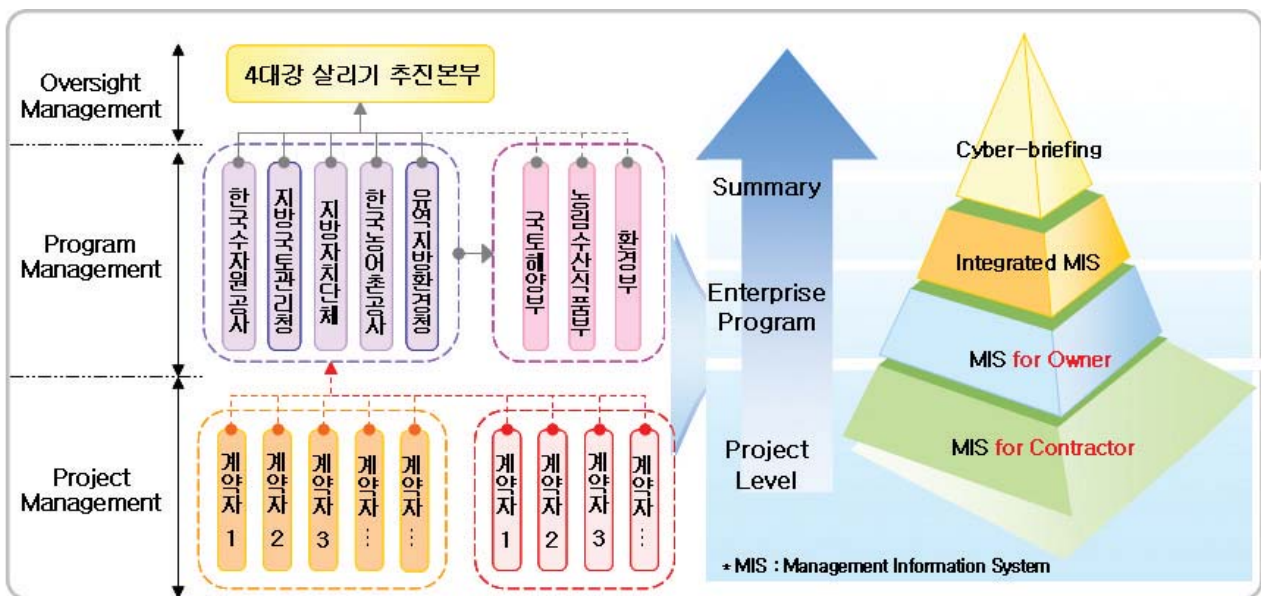 Oversight
Management
4대강 살리기 추진본부
Program
Management
한국수자원공사
지방국토관리청
지방자치단체
한국농어촌공사
유역지방환경청
국토해양부
농림수산식품부
환경부
Project
Management
계약자 1
계약자 2
계약자 3
계약자 …
계약자 …
계약자 1
계약자 2
계약자 3
계약자 …
Summary
Enterprise
Program
Project
Level
Cyber-briefing
Integrated MIS
MIS for Owner
MIS for Contractor
* MIS : Management Information System